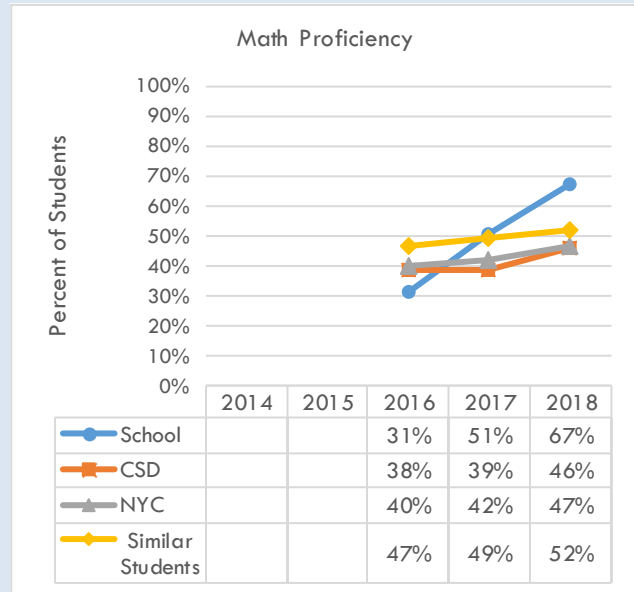 Math Proficiency
Percent of Students
100%
90%
80%
70%
60%
50%
40%
30%
20%
10%
0%
2014 2015 2016 2017 2018
School 31% 51% 67%
CSD 38% 39% 46%
NYC 40% 42% 47%
Similar
Students 47% 49% 52%